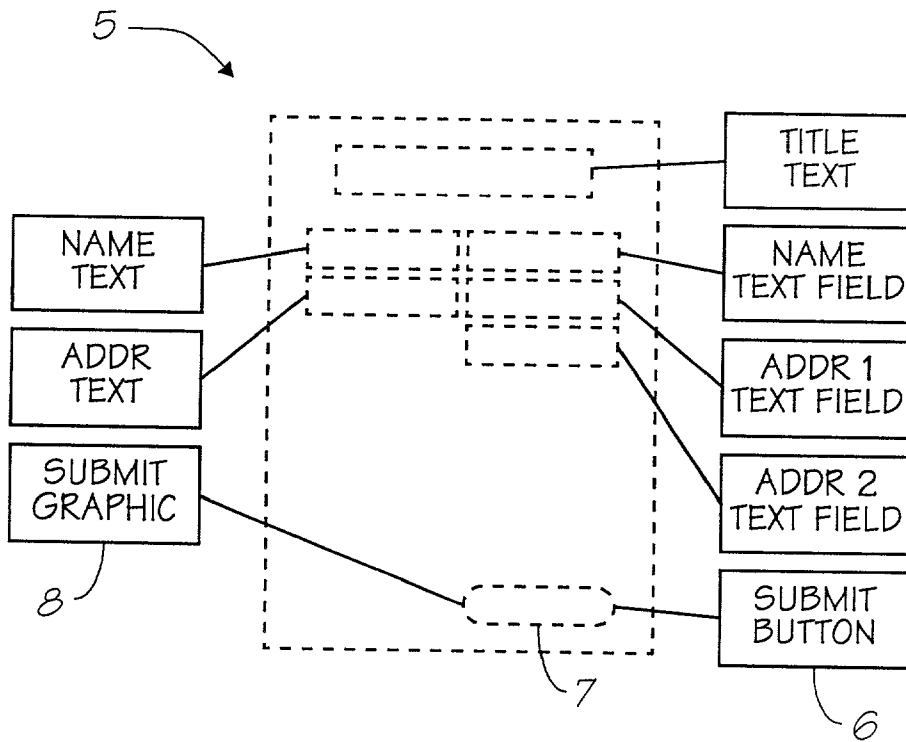 5
TITLE
TEXT
NAME
TEXT
NAME
TEXT FIELD
ADDR
TEXT
ADDR 1
TEXT FIELD
SUBMIT
GRAPHIC
ADDR 2
TEXT FIELD
8
SUBMIT
BUTTON
7
6